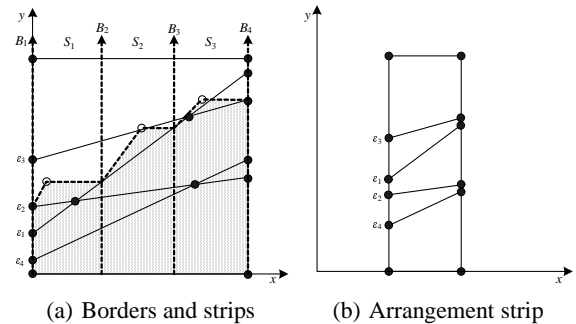 y
B₁ S₁ B₂ S₂ B₃ S₃ B₄
ε₃
ε₂
ε₁
ε₄
x
(a) Borders and strips
y
ε₃
ε₁
ε₂
ε₄
x
(b) Arrangement strip